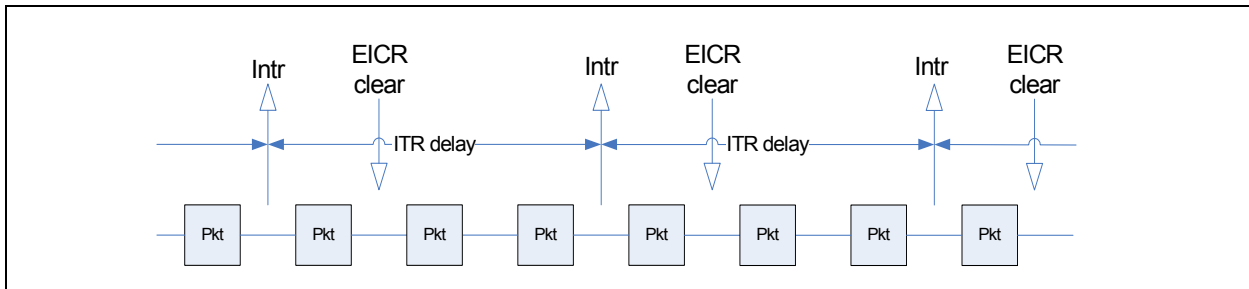 Intr
EICR
clear
Intr
EICR
clear
Intr
EICR
clear
ITR delay
ITR delay
Pkt
Pkt
Pkt
Pkt
Pkt
Pkt
Pkt
Pkt